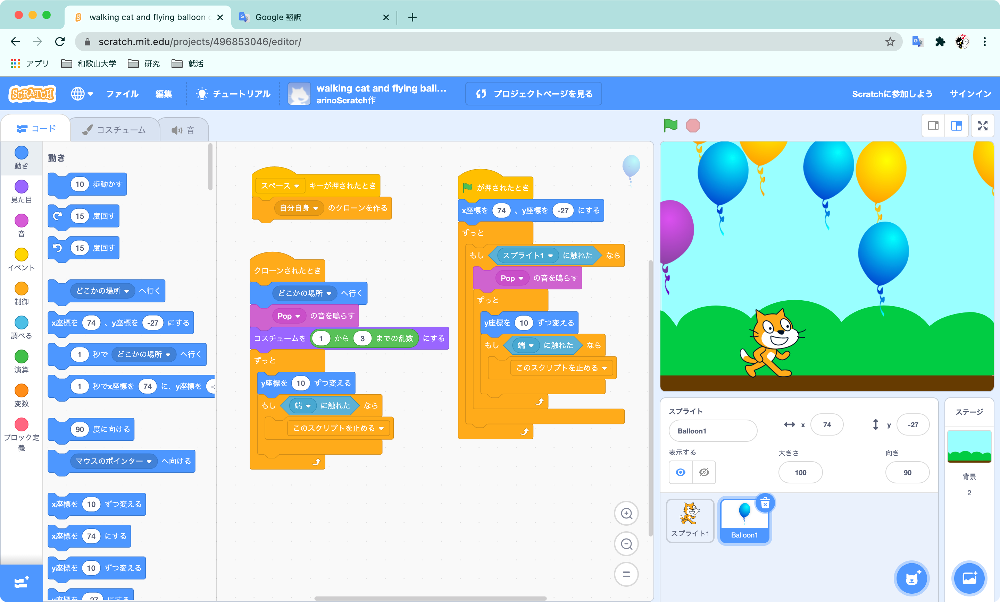 walking cat and flying balloon
Google 翻訳
scratch.mit.edu/projects/496853046/editor/
アプリ
和歌山大学
研究
就活
SCRATCH
ファイル
編集
チュートリアル
walking cat and flying ball...
arinoScratch作
プロジェクトページを見る
Scratchに参加しよう
サインイン
コード
コスチューム
音
動き
見た目
音
イベント
制御
調べる
演算
変数
ブロック定
義
動き
10 歩動かす
15 度回す
15 度回す
どこかの場所 へ行く
x座標を 74 、y座標を -27 にする
1 秒で どこかの場所 へ行く
1 秒でx座標を 74 に、y座標を
90 度に向ける
マウスのポインター へ向ける
x座標を 10 ずつ変える
x座標を 74 にする
y座標を 10 ずつ変える
y座標を -27 にする
スペース キーが押されたとき
自分自身 のクローンを作る
クローンされたとき
どこかの場所 へ行く
Pop の音を鳴らす
コスチュームを 1 から 3 までの乱数 にする
ずっと
y座標を 10 ずつ変える
もし 端 に触れた なら
このスクリプトを止める
が押されたとき
x座標を 74 、y座標を -27 にする
ずっと
もし スプライト1 に触れた なら
Pop の音を鳴らす
ずっと
y座標を 10 ずつ変える
もし 端 に触れた なら
このスクリプトを止める
スプライト
Balloon1
x 74
y -27
表示する
大きさ
100
向き
90
スプライト1
Balloon1
ステージ
背景
2